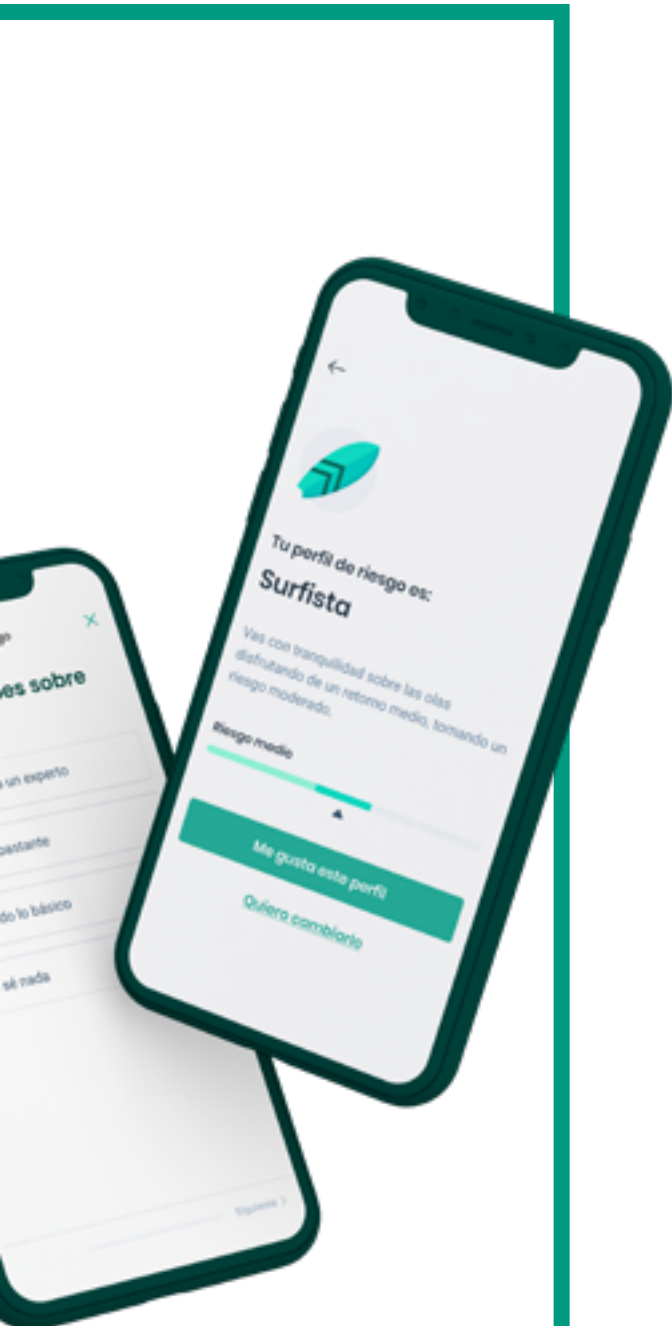 Tu perfil de riesgo es:
Surfista
Vas con tranquilidad sobre las olas
disfrutando de un retorno medio, tomando un
riesgo moderado.
Riesgo medio
Me gusta este perfil
Quiero cambiarlo
sobre
un experto
bastante
lo básico
sé nada
Siguiente